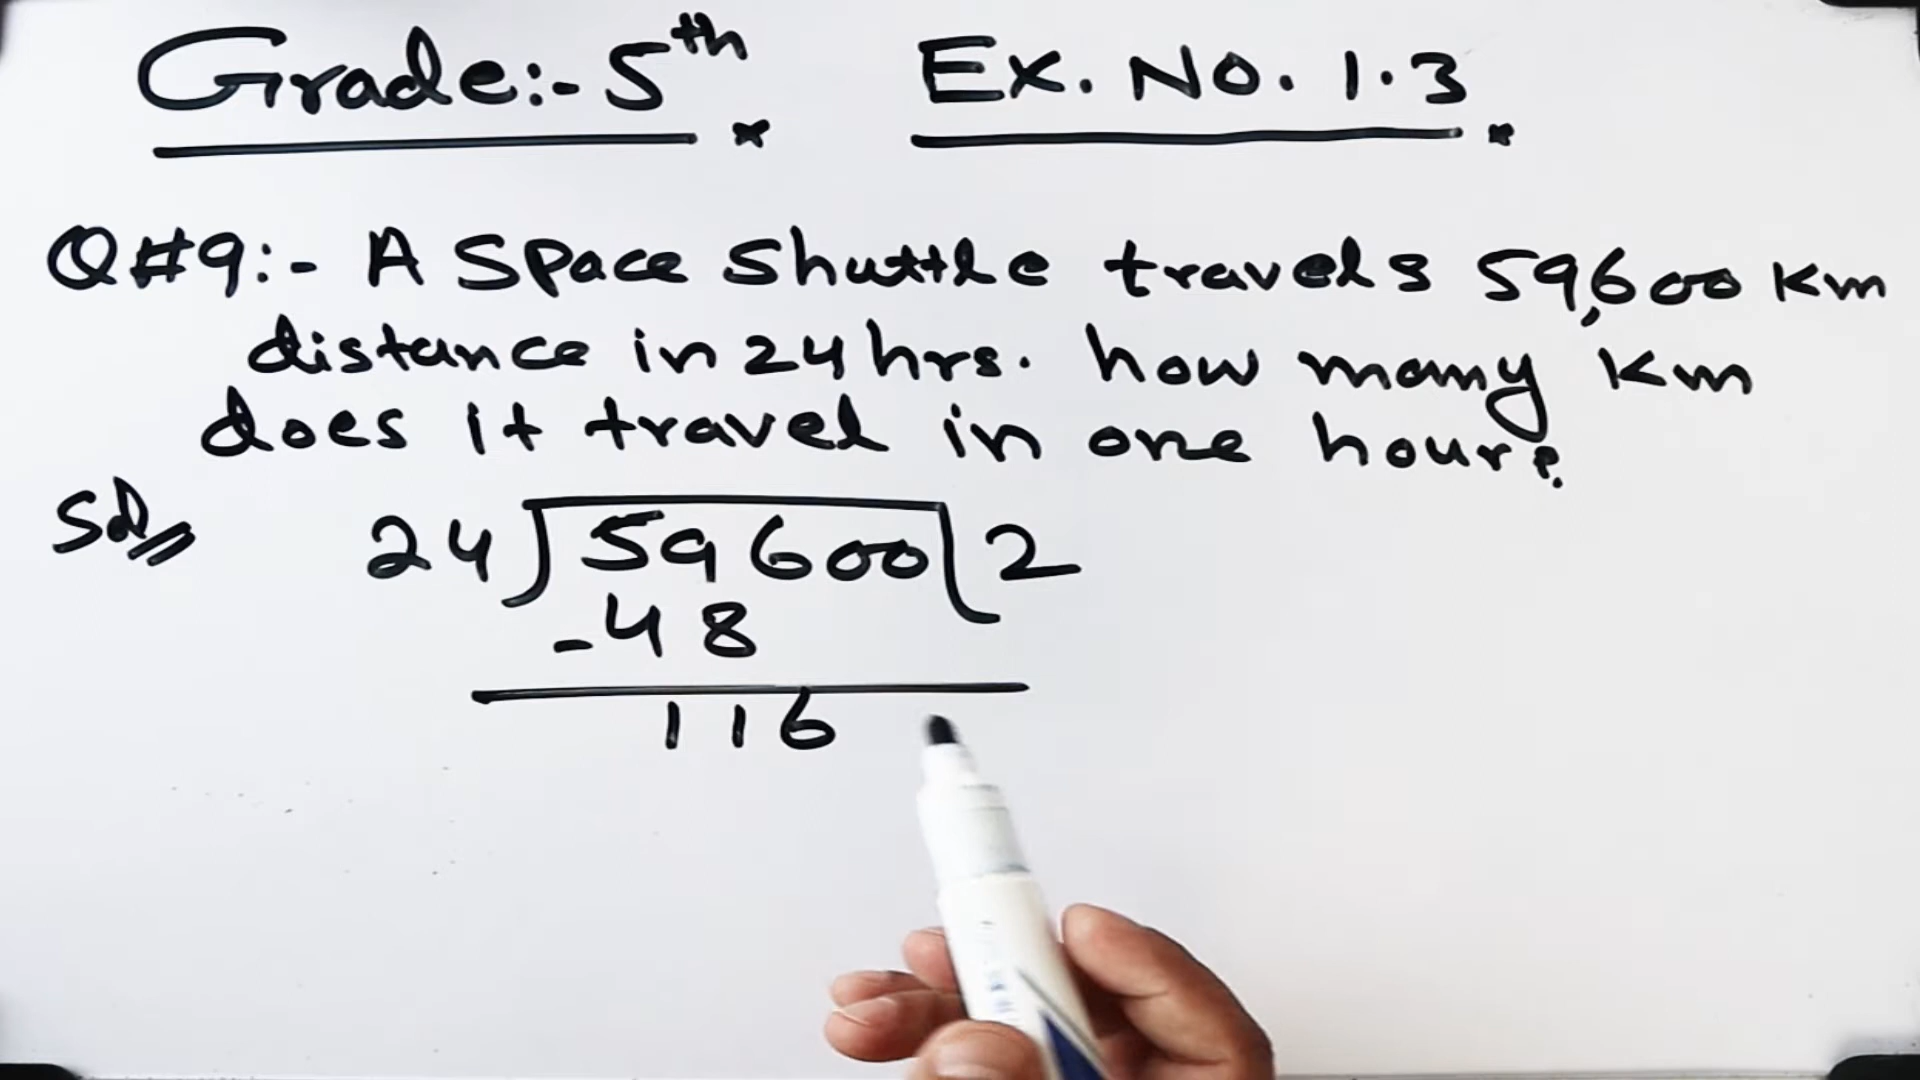 Grade:- 5th Ex. No. 1.3
Q#9:- A Space Shuttle travels 59,600 Km
distance in 24 hrs. how many Km
does it travel in one hour?
Sol
24 59600 2
-48
116